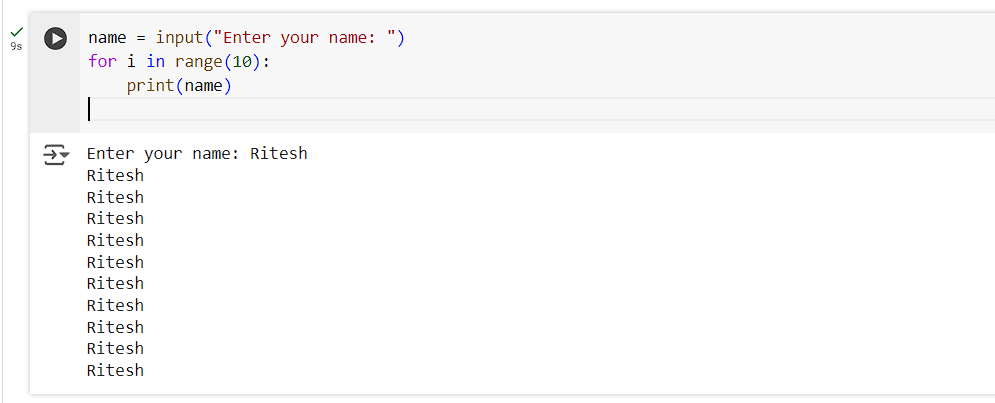 9s
name = input("Enter your name: ")
for i in range(10):
    print(name)
Enter your name: Ritesh
Ritesh
Ritesh
Ritesh
Ritesh
Ritesh
Ritesh
Ritesh
Ritesh
Ritesh
Ritesh